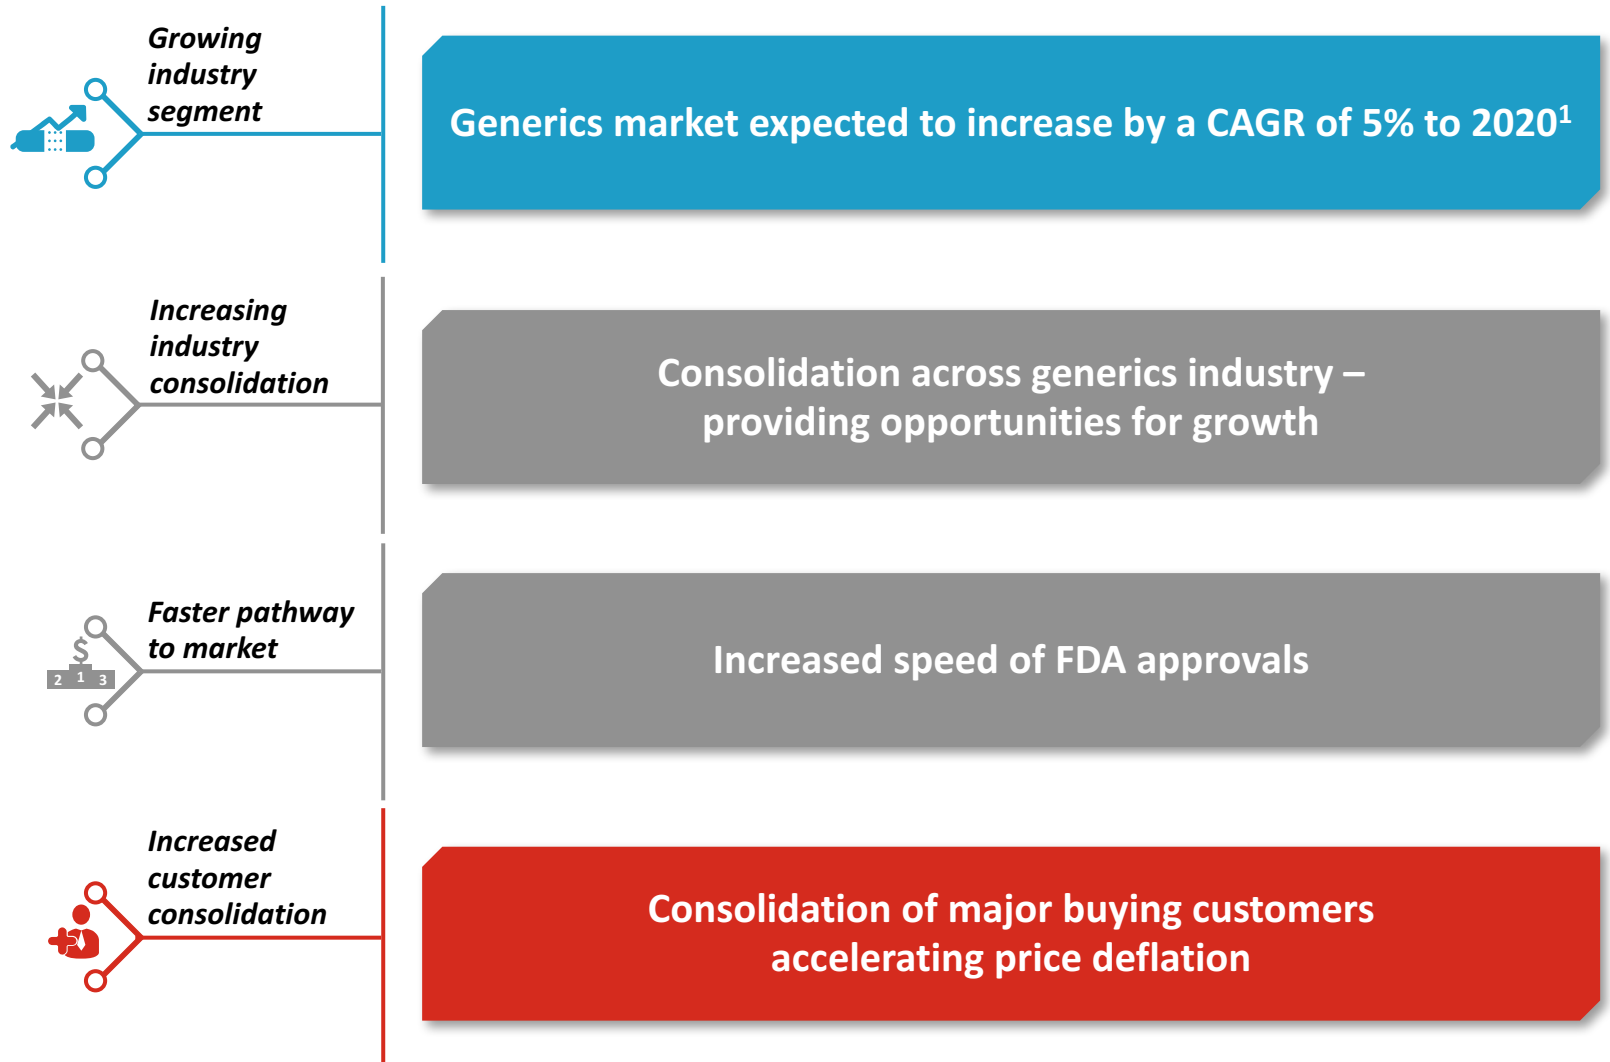 Growing
industry
segment
Generics market expected to increase by a CAGR of 5% to 2020¹
Increasing
industry
consolidation
Consolidation across generics industry –
providing opportunities for growth
Faster pathway
to market
$
2 1 3
Increased speed of FDA approvals
Increased
customer
consolidation
Consolidation of major buying customers
accelerating price deflation